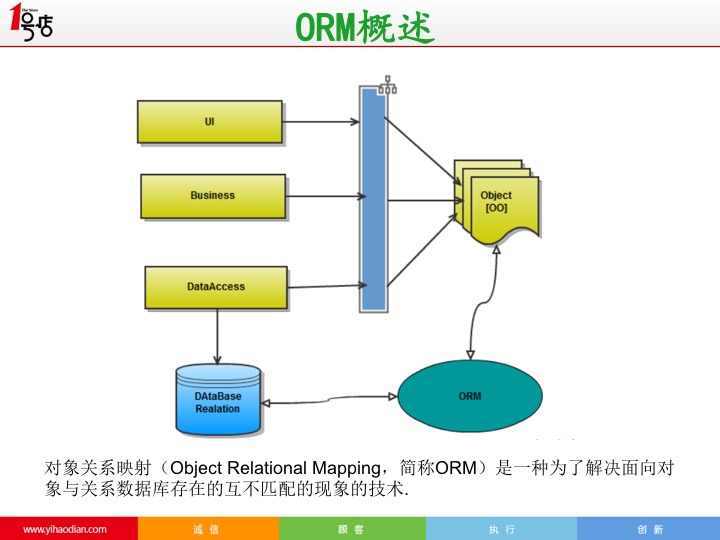 1号店
The Store
ORM概述
UI
Business
DataAccess
Object
[OO]
DAtaBase
Realation
ORM
对象关系映射（Object Relational Mapping，简称ORM）是一种为了解决面向对
象与关系数据库存在的互不匹配的现象的技术.
www.yihaodian.com
诚 信
顾 客
执 行
创 新